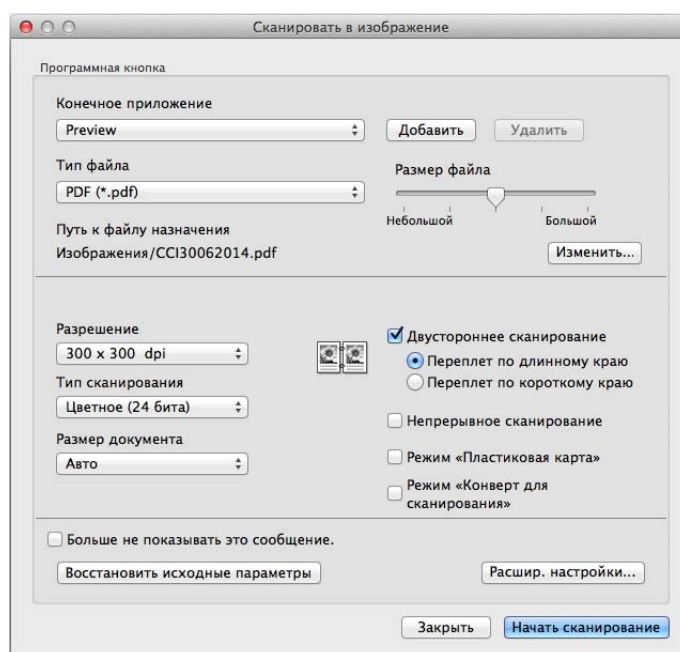 Сканировать в изображение
Программная кнопка
Конечное приложение
Preview
Добавить
Удалить
Тип файла
PDF (*.pdf)
Размер файла
Небольшой
Большой
Путь к файлу назначения
Изображения/CCI30062014.pdf
Изменить...
Разрешение
300 x 300 dpi
Тип сканирования
Цветное (24 бита)
Размер документа
Авто
Двустороннее сканирование
Переплет по длинному краю
Переплет по короткому краю
Непрерывное сканирование
Режим «Пластиковая карта»
Режим «Конверт для
сканирования»
Больше не показывать это сообщение.
Восстановить исходные параметры
Расшир. настройки...
Закрыть
Начать сканирование